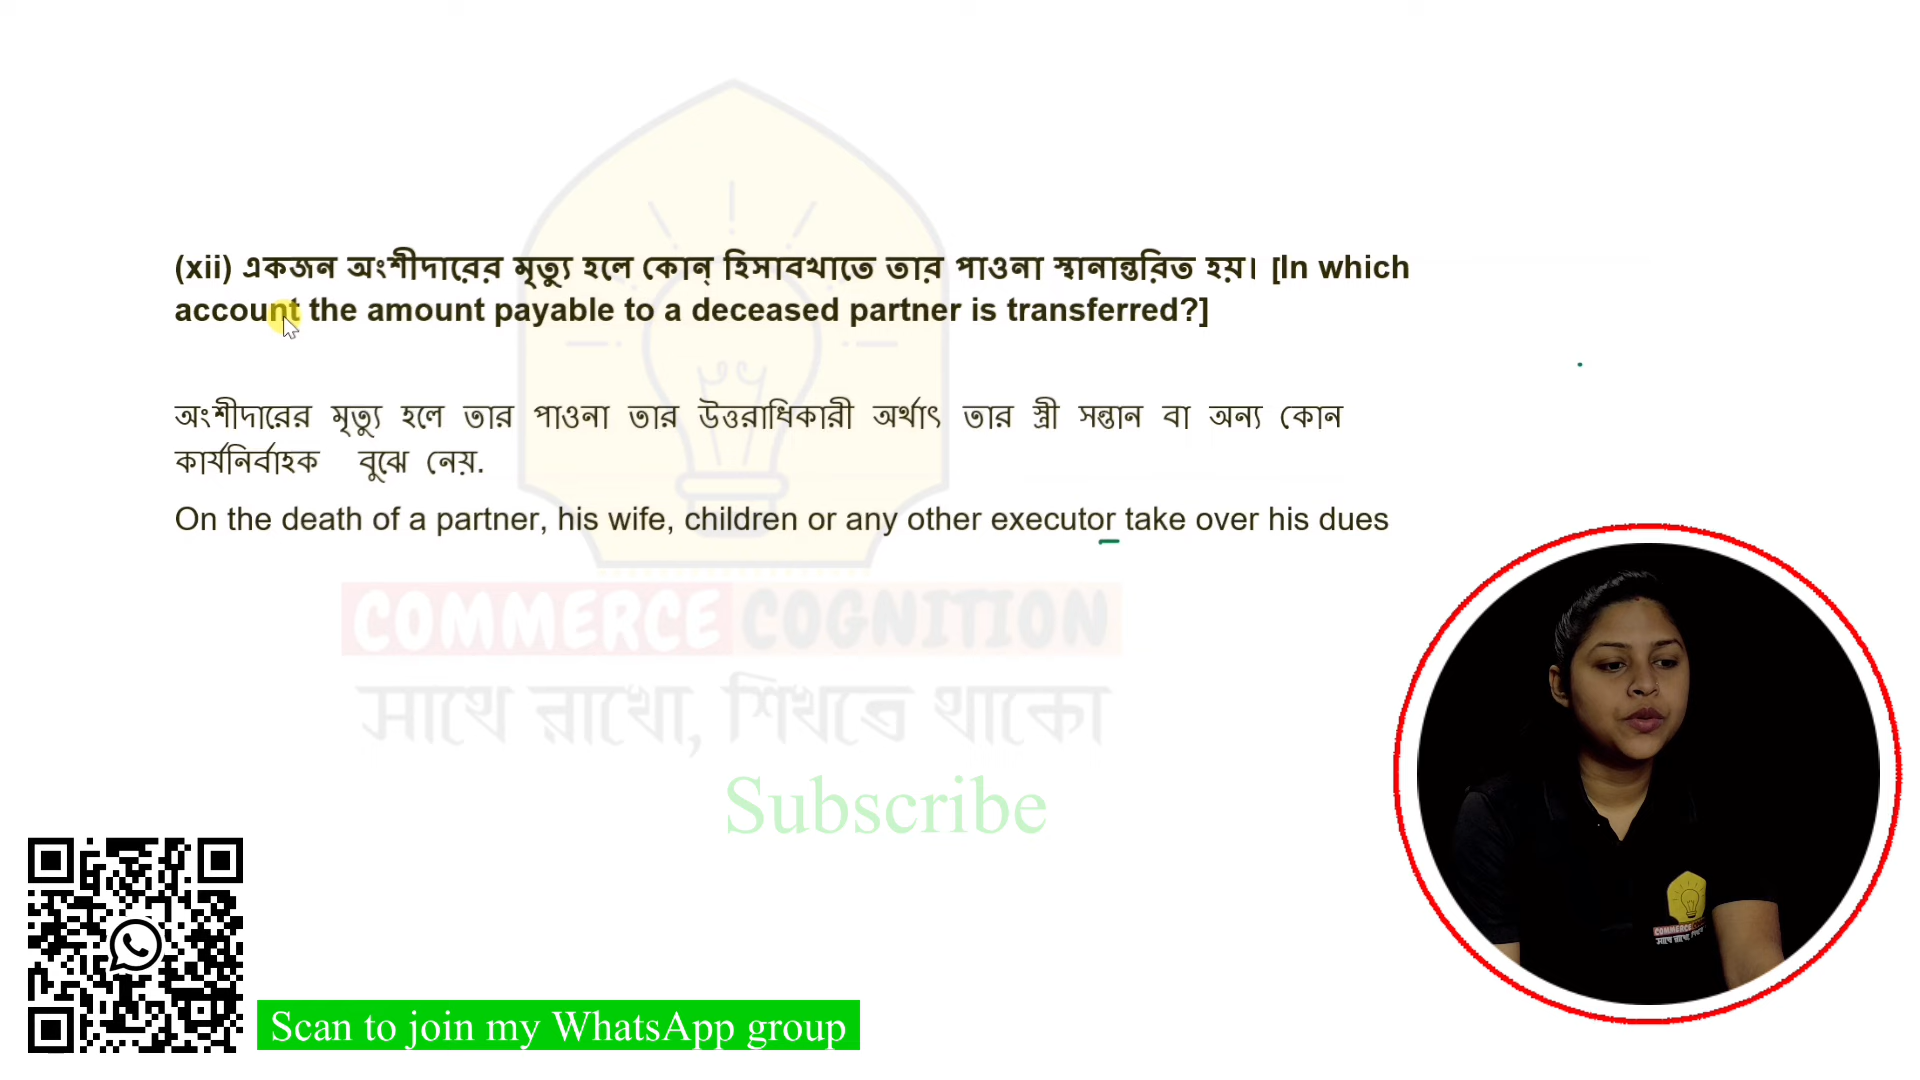 (xii) একজন অংশীদারের মৃত্যু হলে কোন্ হিসাবখাতে তার পাওনা স্থানান্তরিত হয়। [In which
account the amount payable to a deceased partner is transferred?]
অংশীদারের মৃত্যু হলে তার পাওনা তার উত্তরাধিকারী অর্থাৎ তার স্ত্রী সন্তান বা অন্য কোন
কার্যনির্বাহক বুঝে নেয়.
On the death of a partner, his wife, children or any other executor take over his dues
COMMERCE COGNITION
সাথে রাখো, শিখতে থাকো
Subscribe
Scan to join my WhatsApp group